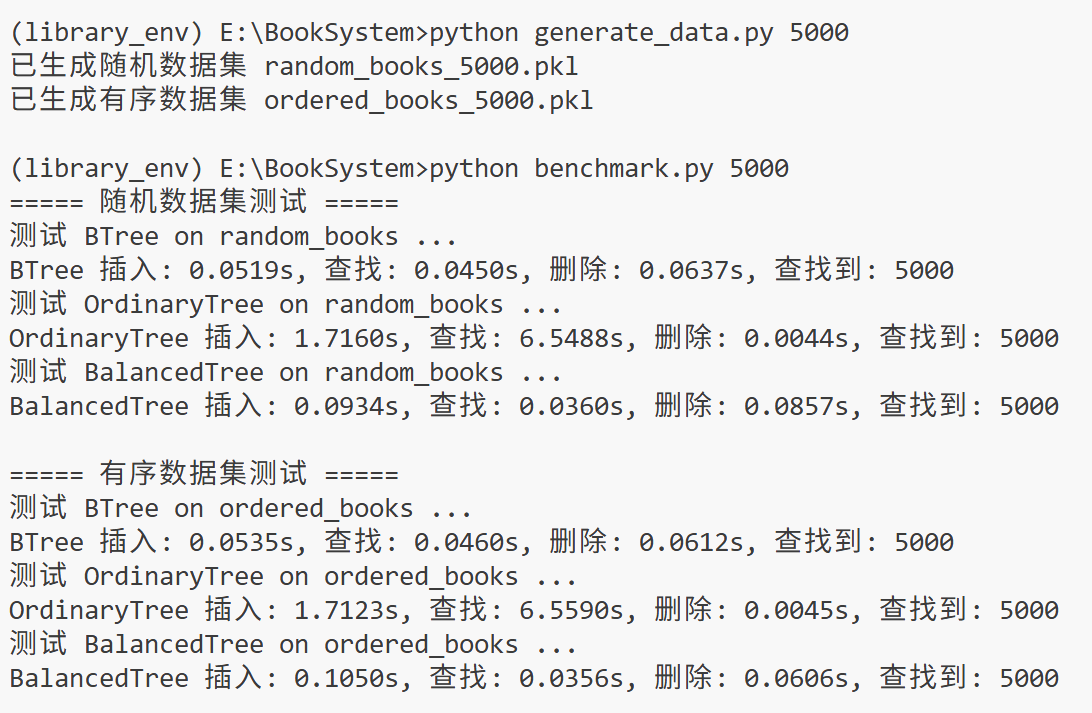 (library_env) E:\BookSystem>python generate_data.py 5000
已生成随机数据集 random_books_5000.pkl
已生成有序数据集 ordered_books_5000.pkl
(library_env) E:\BookSystem>python benchmark.py 5000
===== 随机数据集测试 =====
测试 BTree on random_books ...
BTree 插入: 0.0519s, 查找: 0.0450s, 删除: 0.0637s, 查找到: 5000
测试 OrdinaryTree on random_books ...
OrdinaryTree 插入: 1.7160s, 查找: 6.5488s, 删除: 0.0044s, 查找到: 5000
测试 BalancedTree on random_books ...
BalancedTree 插入: 0.0934s, 查找: 0.0360s, 删除: 0.0857s, 查找到: 5000
===== 有序数据集测试 =====
测试 BTree on ordered_books ...
BTree 插入: 0.0535s, 查找: 0.0460s, 删除: 0.0612s, 查找到: 5000
测试 OrdinaryTree on ordered_books ...
OrdinaryTree 插入: 1.7123s, 查找: 6.5590s, 删除: 0.0045s, 查找到: 5000
测试 BalancedTree on ordered_books ...
BalancedTree 插入: 0.1050s, 查找: 0.0356s, 删除: 0.0606s, 查找到: 5000